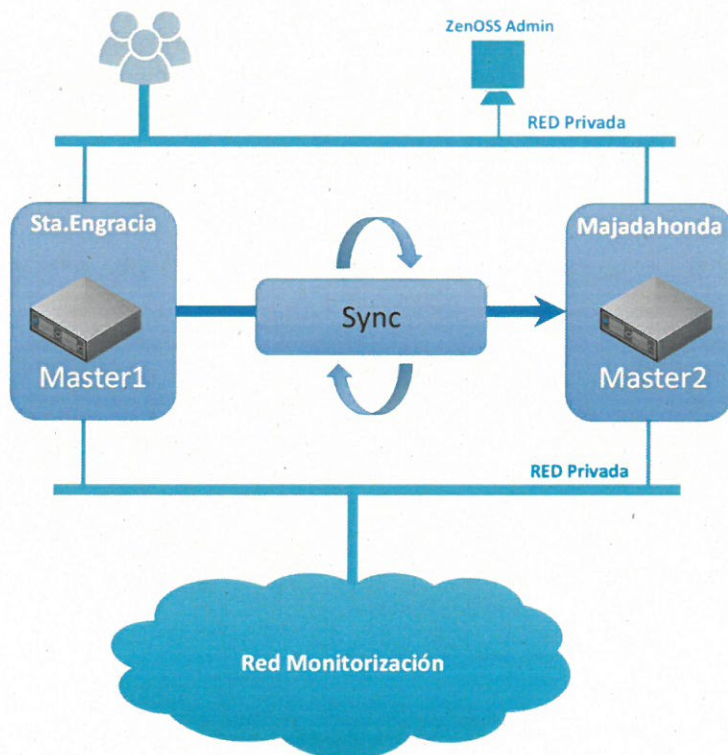 ZenOSS Admin
RED Privada
Sta.Engracia
Majadahonda
Sync
Master1
Master2
RED Privada
Red Monitorización